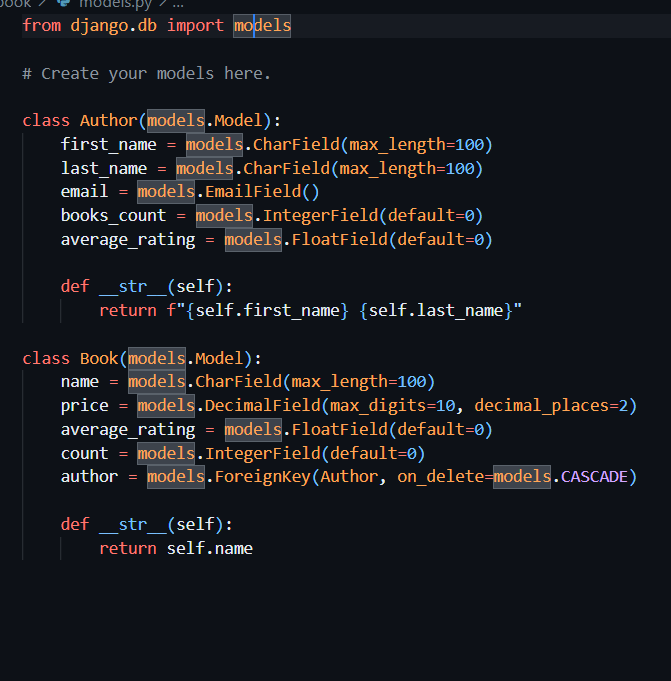 book > models.py > ...
from django.db import models
# Create your models here.
class Author(models.Model):
    first_name = models.CharField(max_length=100)
    last_name = models.CharField(max_length=100)
    email = models.EmailField()
    books_count = models.IntegerField(default=0)
    average_rating = models.FloatField(default=0)
    def __str__(self):
        return f"{self.first_name} {self.last_name}"
class Book(models.Model):
    name = models.CharField(max_length=100)
    price = models.DecimalField(max_digits=10, decimal_places=2)
    average_rating = models.FloatField(default=0)
    count = models.IntegerField(default=0)
    author = models.ForeignKey(Author, on_delete=models.CASCADE)
    def __str__(self):
        return self.name